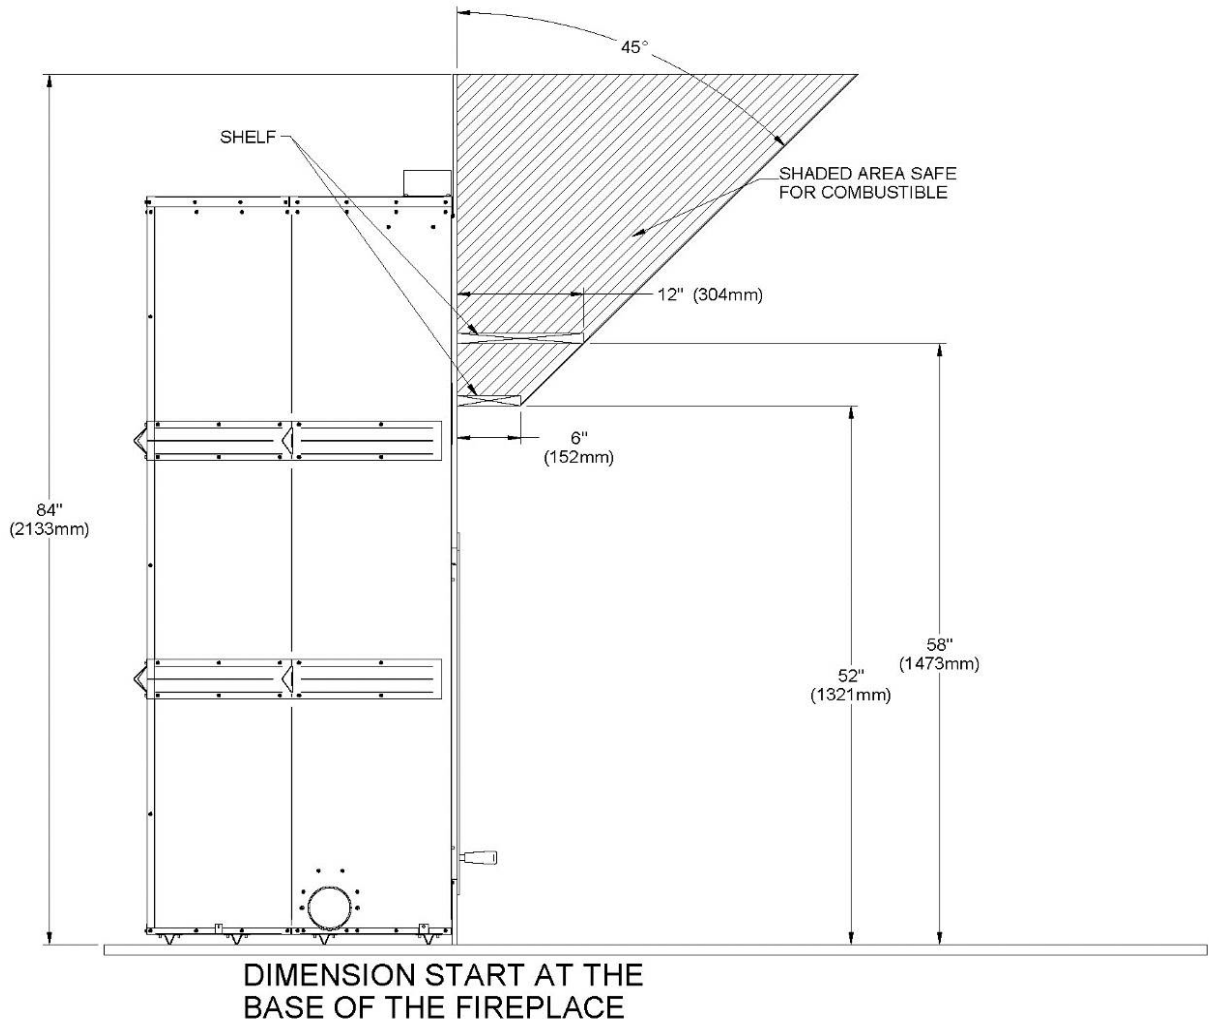 45°
SHELF
SHADED AREA SAFE
FOR COMBUSTIBLE
12" (304mm)
6"
(152mm)
84"
(2133mm)
58"
(1473mm)
52"
(1321mm)
DIMENSION START AT THE
BASE OF THE FIREPLACE